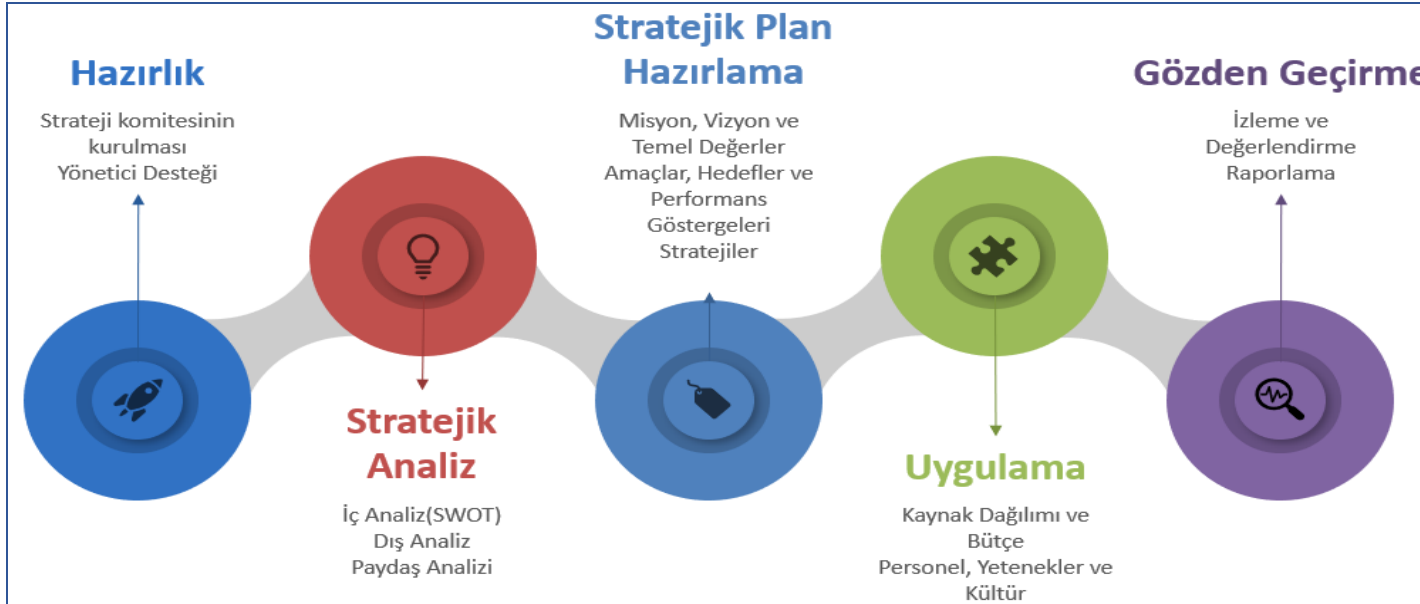 Hazırlık
Strateji komitesinin
kurulması
Yönetici Desteği
Stratejik
Analiz
İç Analiz(SWOT)
Dış Analiz
Paydaş Analizi
Stratejik Plan
Hazırlama
Misyon, Vizyon ve
Temel Değerler
Amaçlar, Hedefler ve
Performans
Göstergeleri
Stratejiler
Uygulama
Kaynak Dağılımı ve
Bütçe
Personel, Yetenekler ve
Kültür
Gözden Geçirme
İzleme ve
Değerlendirme
Raporlama